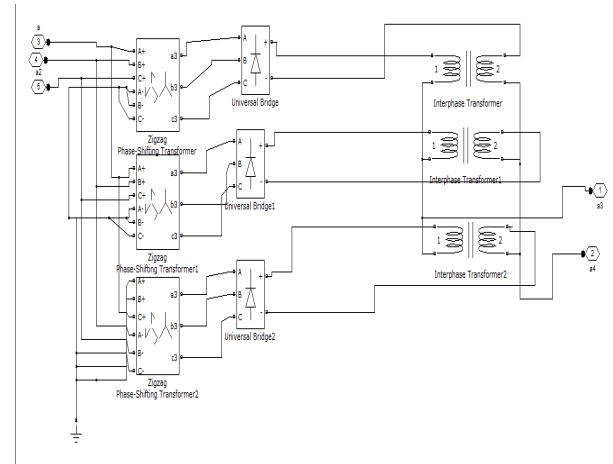 a
3
4
a2
5
A+
B+
C+
A-
B-
C-
a3
b3
c3
Zigzag
Phase-Shifting Transformer
A
B
C
+
-
Universal Bridge
1
2
Interphase Transformer
A+
B+
C+
A-
B-
C-
a3
b3
c3
Zigzag
Phase-Shifting Transformer1
A
B
C
+
-
Universal Bridge1
1
2
Interphase Transformer1
1
a3
A+
B+
C+
A-
B-
C-
a3
b3
c3
Zigzag
Phase-Shifting Transformer2
A
B
C
+
-
Universal Bridge2
1
2
Interphase Transformer2
2
a4